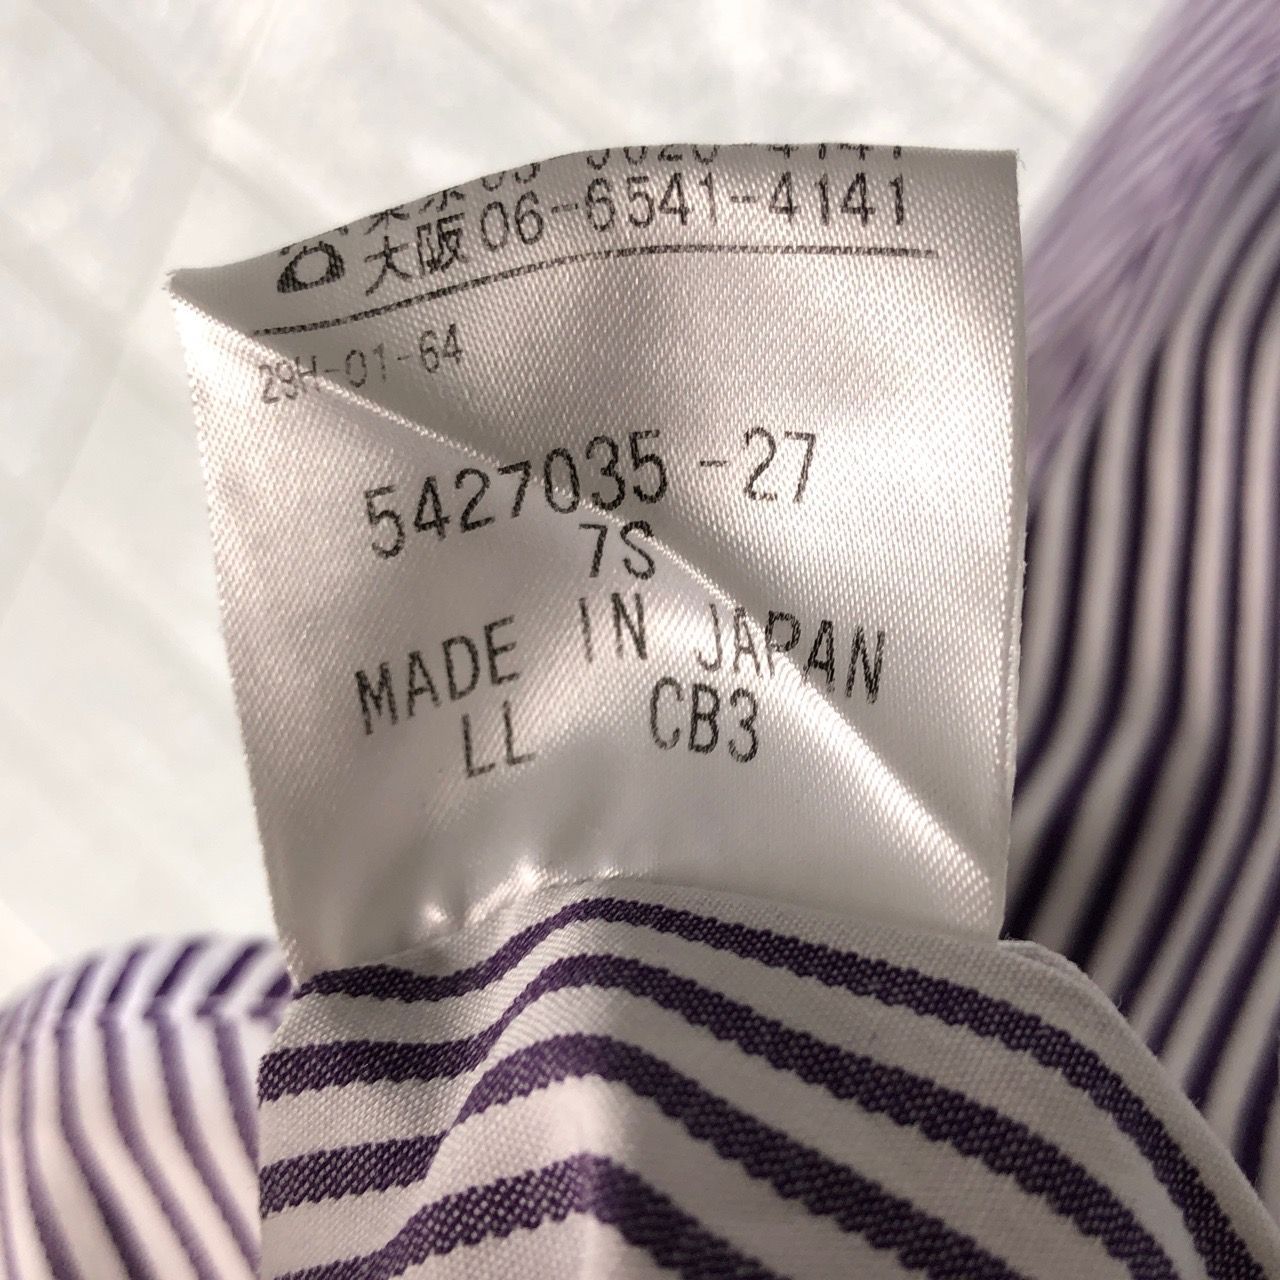 大阪06-6541-4141
29H-01-64
5427035-27
7S
MADE IN JAPAN
LL CB3